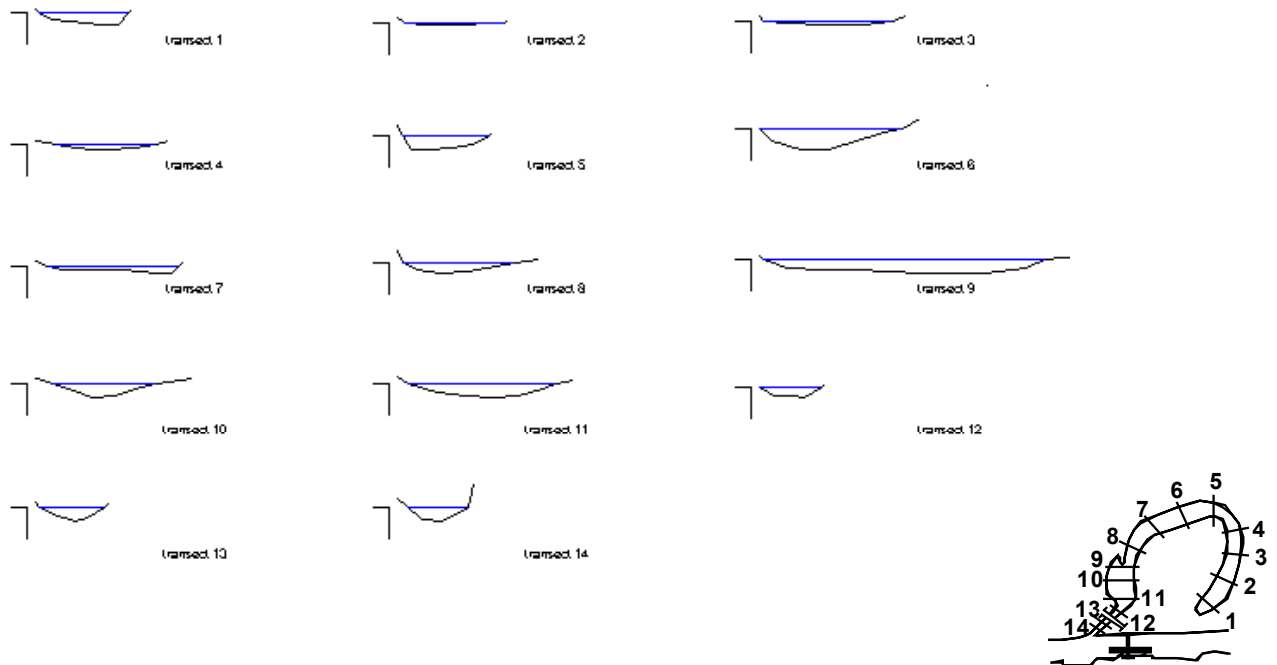 transect 1
transect 2
transect 3
transect 4
transect 5
transect 6
transect 7
transect 8
transect 9
transect 10
transect 11
transect 12
transect 13
transect 14
5
6
7
4
8
3
9
10
2
11
13
12
1
14